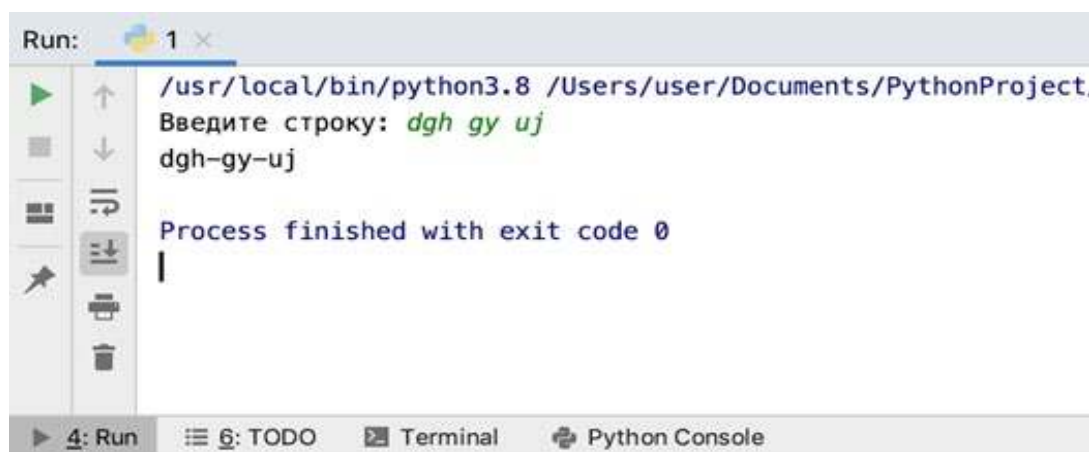 Run: 1 ×
/usr/local/bin/python3.8 /Users/user/Documents/PythonProject/
Введите строку: dgh gy uj
dgh-gy-uj
Process finished with exit code 0
4: Run 6: TODO Terminal Python Console